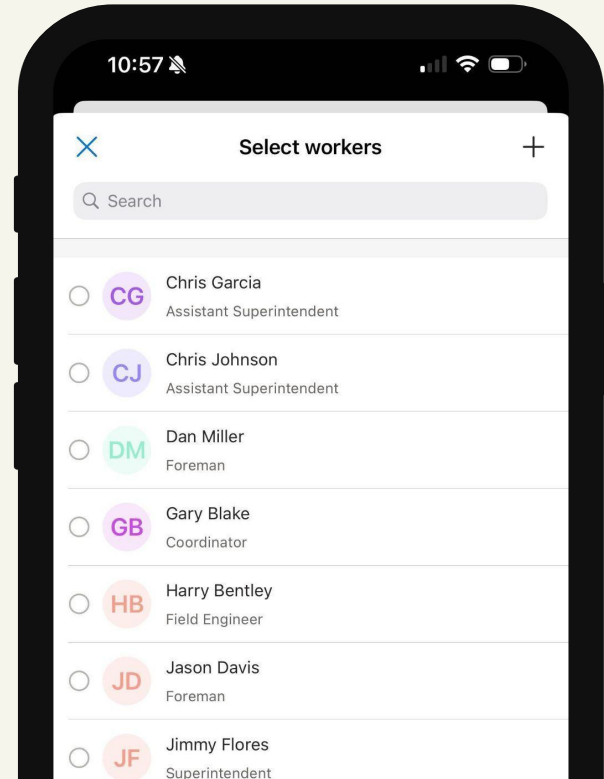 10:57
Select workers
Search
CG
Chris Garcia
Assistant Superintendent
CJ
Chris Johnson
Assistant Superintendent
DM
Dan Miller
Foreman
GB
Gary Blake
Coordinator
HB
Harry Bentley
Field Engineer
JD
Jason Davis
Foreman
JF
Jimmy Flores
Superintendent